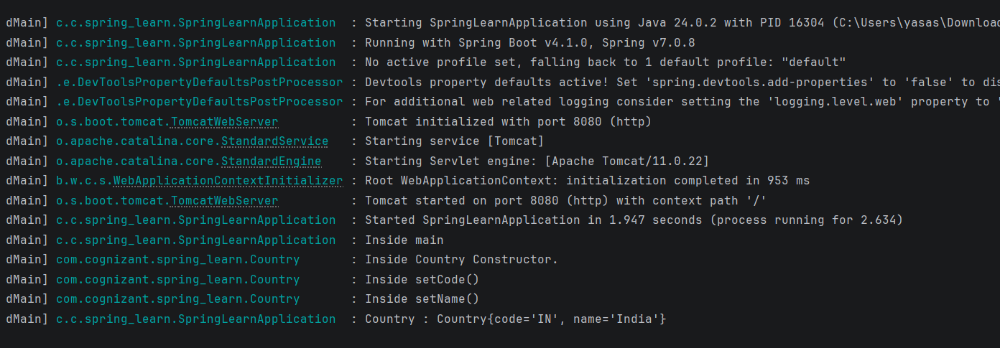 dMain] c.c.spring_learn.SpringLearnApplication : Starting SpringLearnApplication using Java 24.0.2 with PID 16304 (C:\Users\yasas\Download
dMain] c.c.spring_learn.SpringLearnApplication : Running with Spring Boot v4.1.0, Spring v7.0.8
dMain] c.c.spring_learn.SpringLearnApplication : No active profile set, falling back to 1 default profile: "default"
dMain] .e.DevToolsPropertyDefaultsPostProcessor : Devtools property defaults active! Set 'spring.devtools.add-properties' to 'false' to dis
dMain] .e.DevToolsPropertyDefaultsPostProcessor : For additional web related logging consider setting the 'logging.level.web' property to '
dMain] o.s.boot.tomcat.TomcatWebServer : Tomcat initialized with port 8080 (http)
dMain] o.apache.catalina.core.StandardService : Starting service [Tomcat]
dMain] o.apache.catalina.core.StandardEngine : Starting Servlet engine: [Apache Tomcat/11.0.22]
dMain] b.w.c.s.WebApplicationContextInitializer : Root WebApplicationContext: initialization completed in 953 ms
dMain] o.s.boot.tomcat.TomcatWebServer : Tomcat started on port 8080 (http) with context path '/'
dMain] c.c.spring_learn.SpringLearnApplication : Started SpringLearnApplication in 1.947 seconds (process running for 2.634)
dMain] c.c.spring_learn.SpringLearnApplication : Inside main
dMain] com.cognizant.spring_learn.Country : Inside Country Constructor.
dMain] com.cognizant.spring_learn.Country : Inside setCode()
dMain] com.cognizant.spring_learn.Country : Inside setName()
dMain] c.c.spring_learn.SpringLearnApplication : Country : Country{code='IN', name='India'}